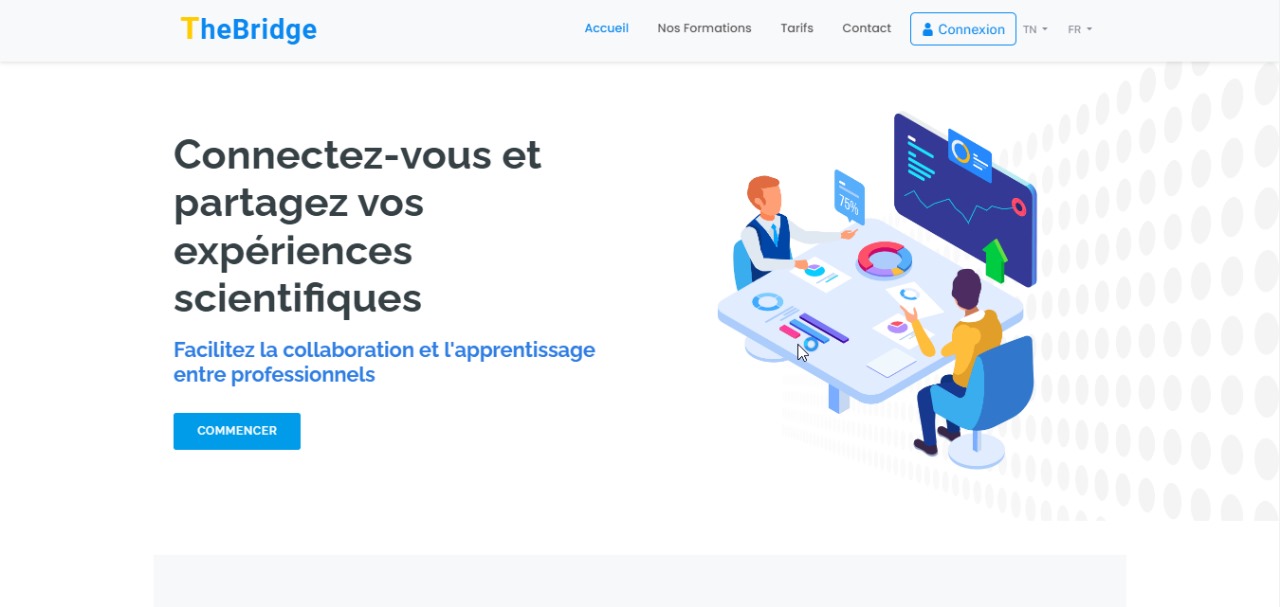 TheBridge
Accueil Nos Formations Tarifs Contact Connexion TN FR
Connectez-vous et
partagez vos
expériences
scientifiques
Facilitez la collaboration et l'apprentissage
entre professionnels
COMMENCER
75%